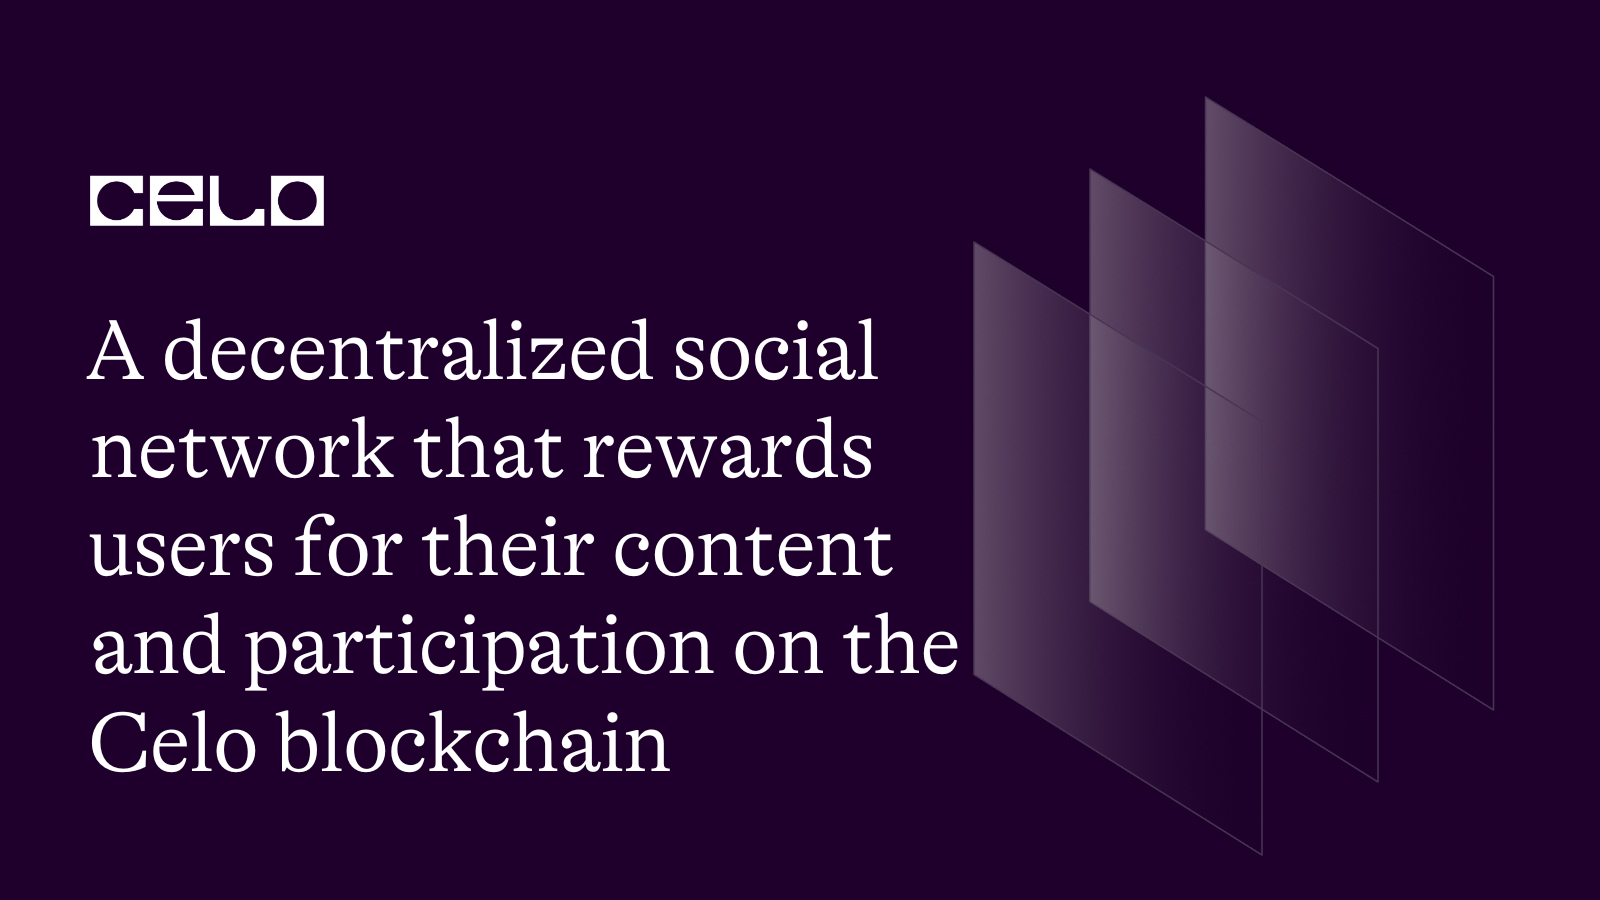 CELO
A decentralized social
network that rewards
users for their content
and participation on the
Celo blockchain